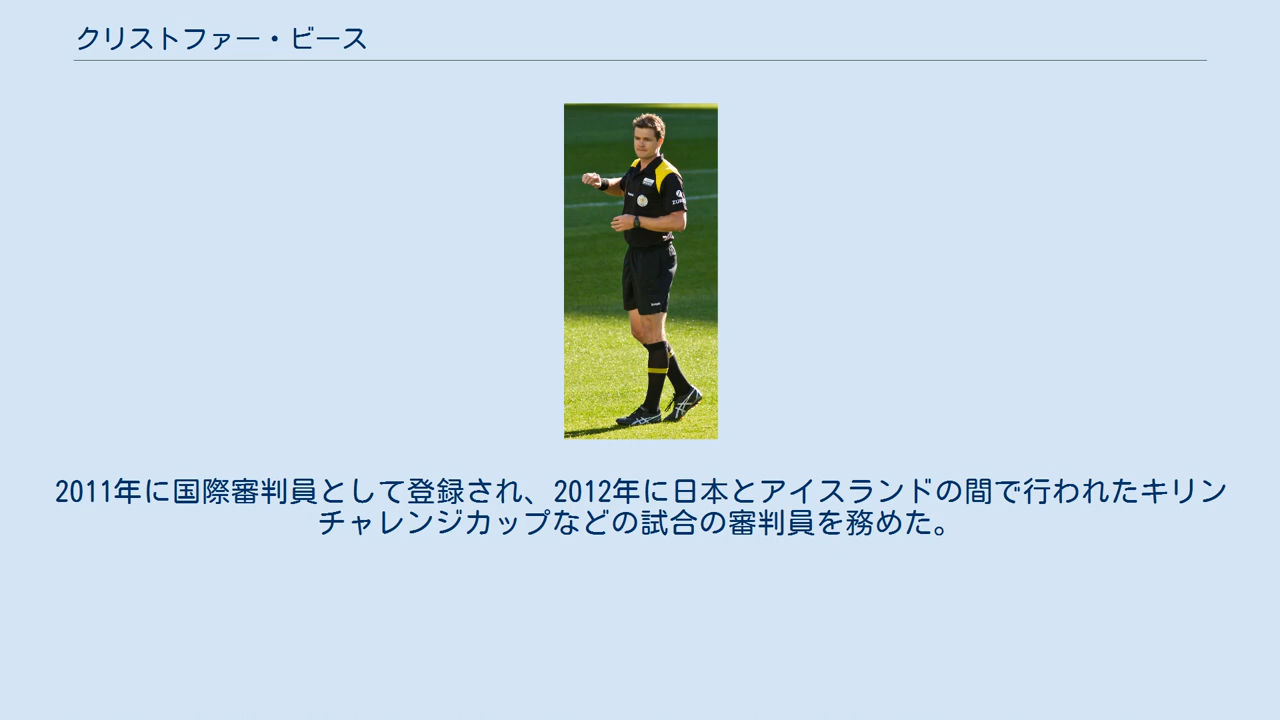 クリストファー・ビース
2011年に国際審判員として登録され、2012年に日本とアイスランドの間で行われたキリン
チャレンジカップなどの試合の審判員を務めた。